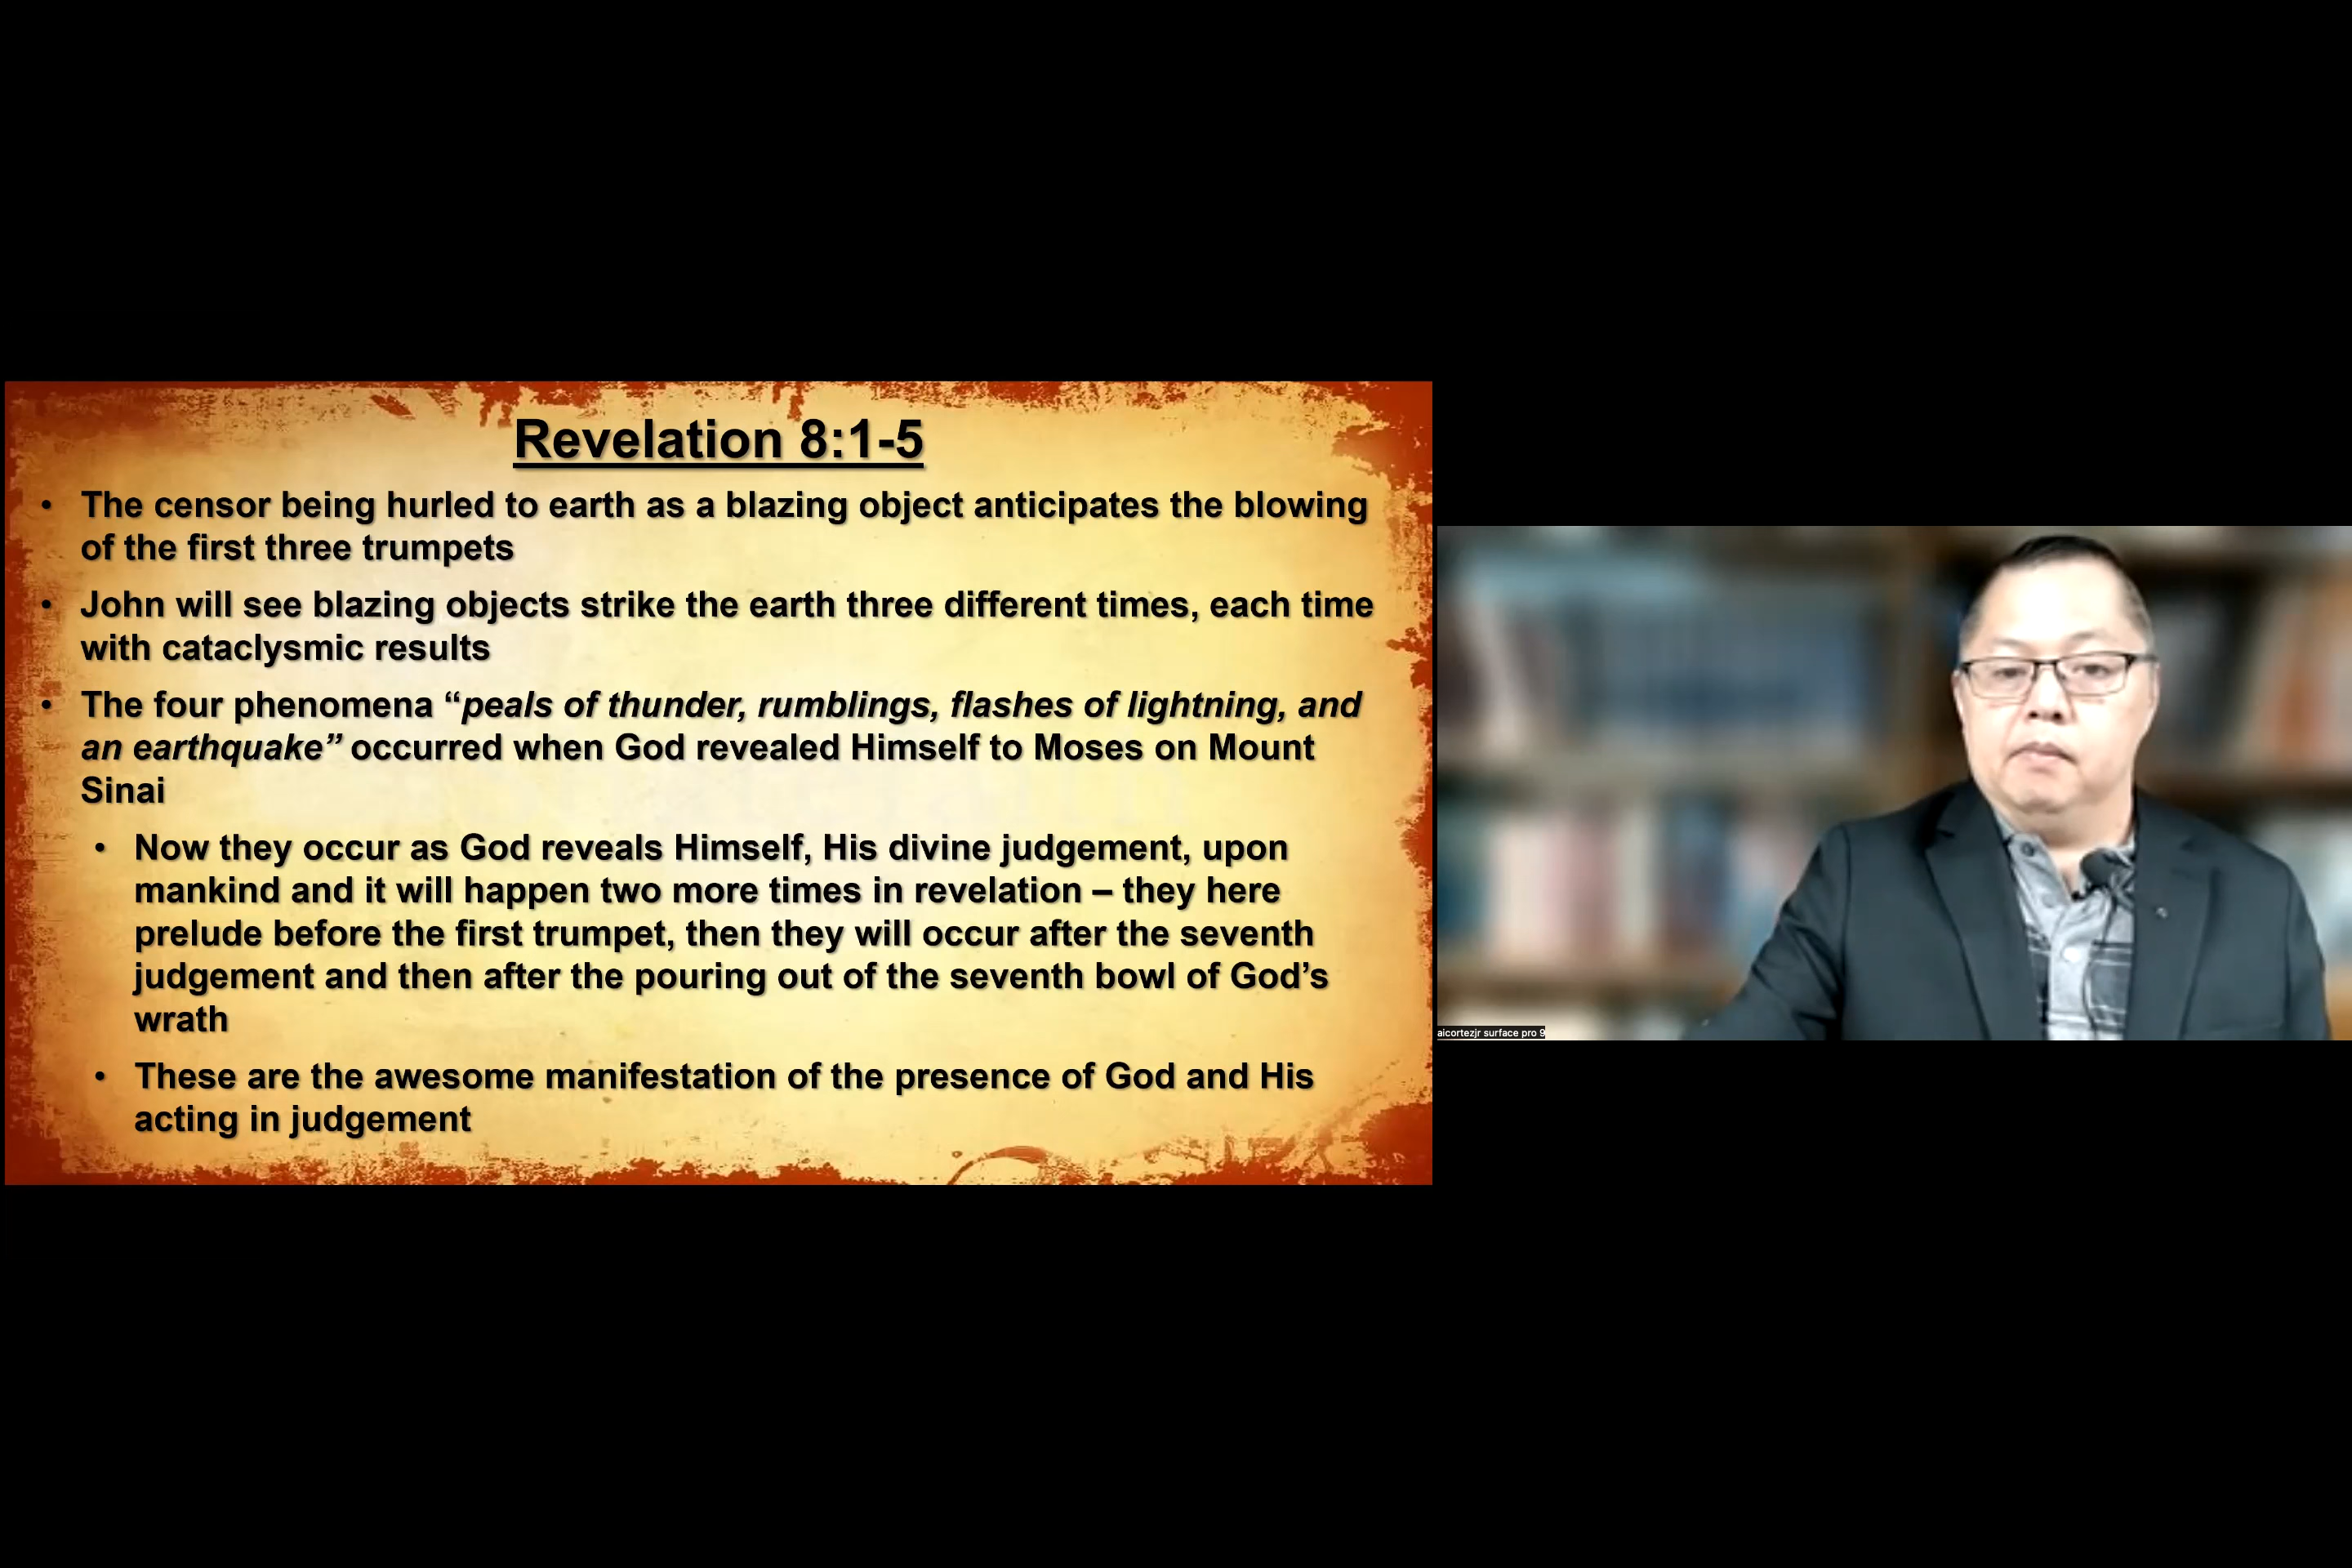 Revelation 8:1-5
• The censor being hurled to earth as a blazing object anticipates the blowing
of the first three trumpets
• John will see blazing objects strike the earth three different times, each time
with cataclysmic results
• The four phenomena “peals of thunder, rumblings, flashes of lightning, and
an earthquake” occurred when God revealed Himself to Moses on Mount
Sinai
• Now they occur as God reveals Himself, His divine judgement, upon
mankind and it will happen two more times in revelation – they here
prelude before the first trumpet, then they will occur after the seventh
judgement and then after the pouring out of the seventh bowl of God’s
wrath
• These are the awesome manifestation of the presence of God and His
acting in judgement
aicortezjr surface pro 9